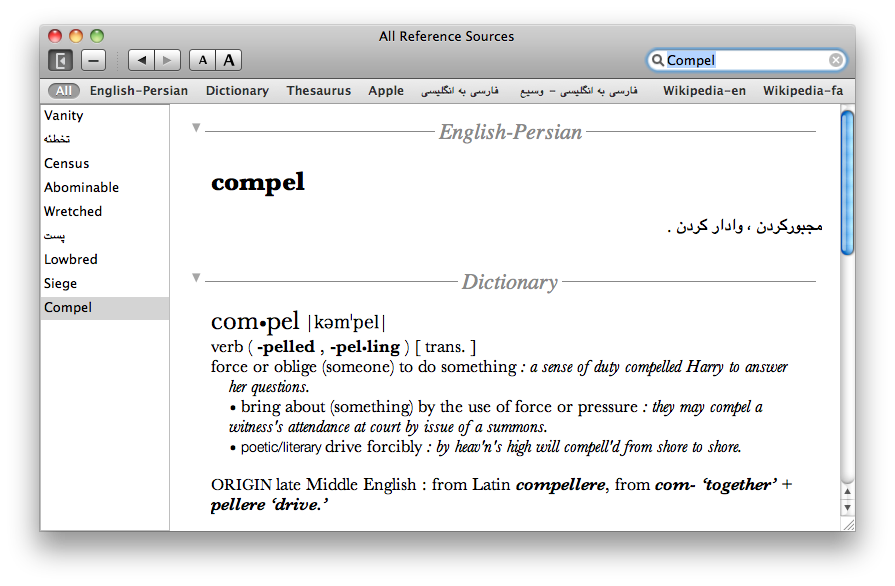 All Reference Sources
A A
Compel
All English-Persian Dictionary Thesaurus Apple فارسی به انگلیسی فارسی به انگلیسی - وسیع Wikipedia-en Wikipedia-fa
Vanity
تخطئه
Census
Abominable
Wretched
پست
Lowbred
Siege
Compel
English-Persian
compel
مجبورکردن ، وادار کردن .
Dictionary
com•pel |kəmˈpel|
verb ( -pelled , -pel•ling ) [ trans. ]
force or oblige (someone) to do something : a sense of duty compelled Harry to answer
her questions.
• bring about (something) by the use of force or pressure : they may compel a
witness's attendance at court by issue of a summons.
• poetic/literary drive forcibly : by heav'n's high will compell'd from shore to shore.
ORIGIN late Middle English : from Latin compellere, from com- ‘together’ +
pellere ‘drive.’